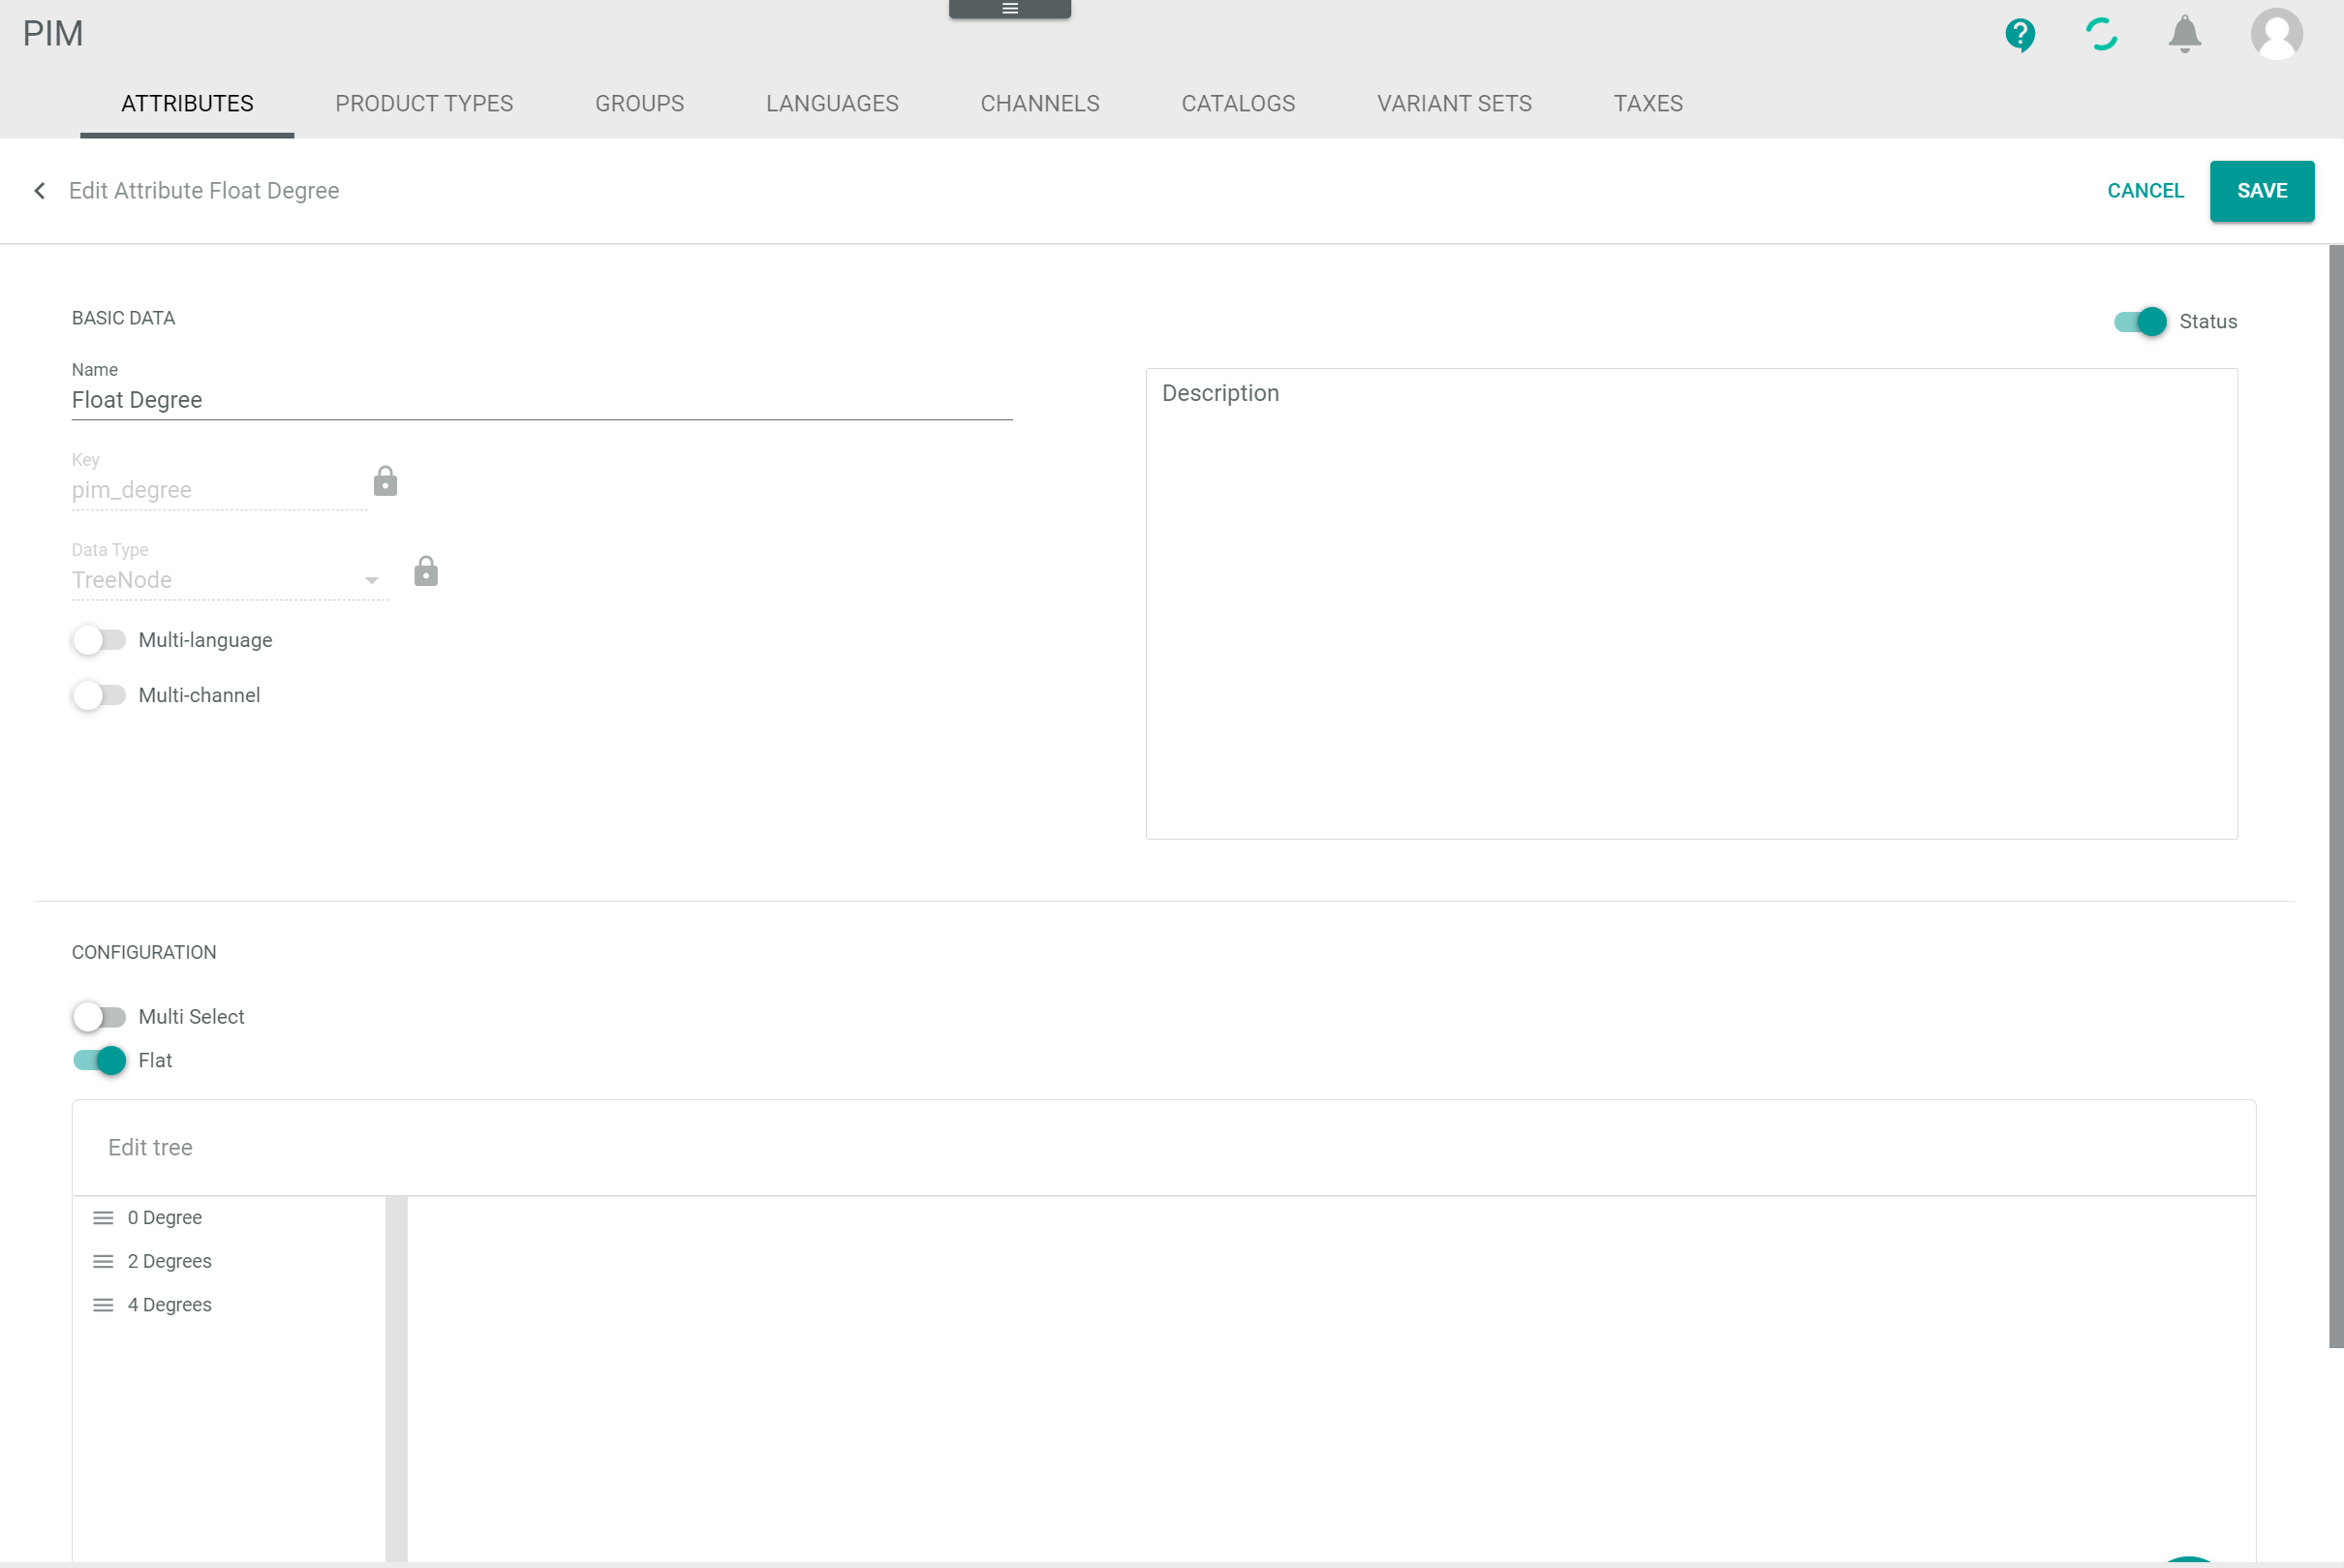 PIM
ATTRIBUTES PRODUCT TYPES GROUPS LANGUAGES CHANNELS CATALOGS VARIANT SETS TAXES
Edit Attribute Float Degree
CANCEL SAVE
BASIC DATA
Status
Name
Float Degree
Description
Key
pim_degree
Data Type
TreeNode
Multi-language
Multi-channel
CONFIGURATION
Multi Select
Flat
Edit tree
0 Degree
2 Degrees
4 Degrees